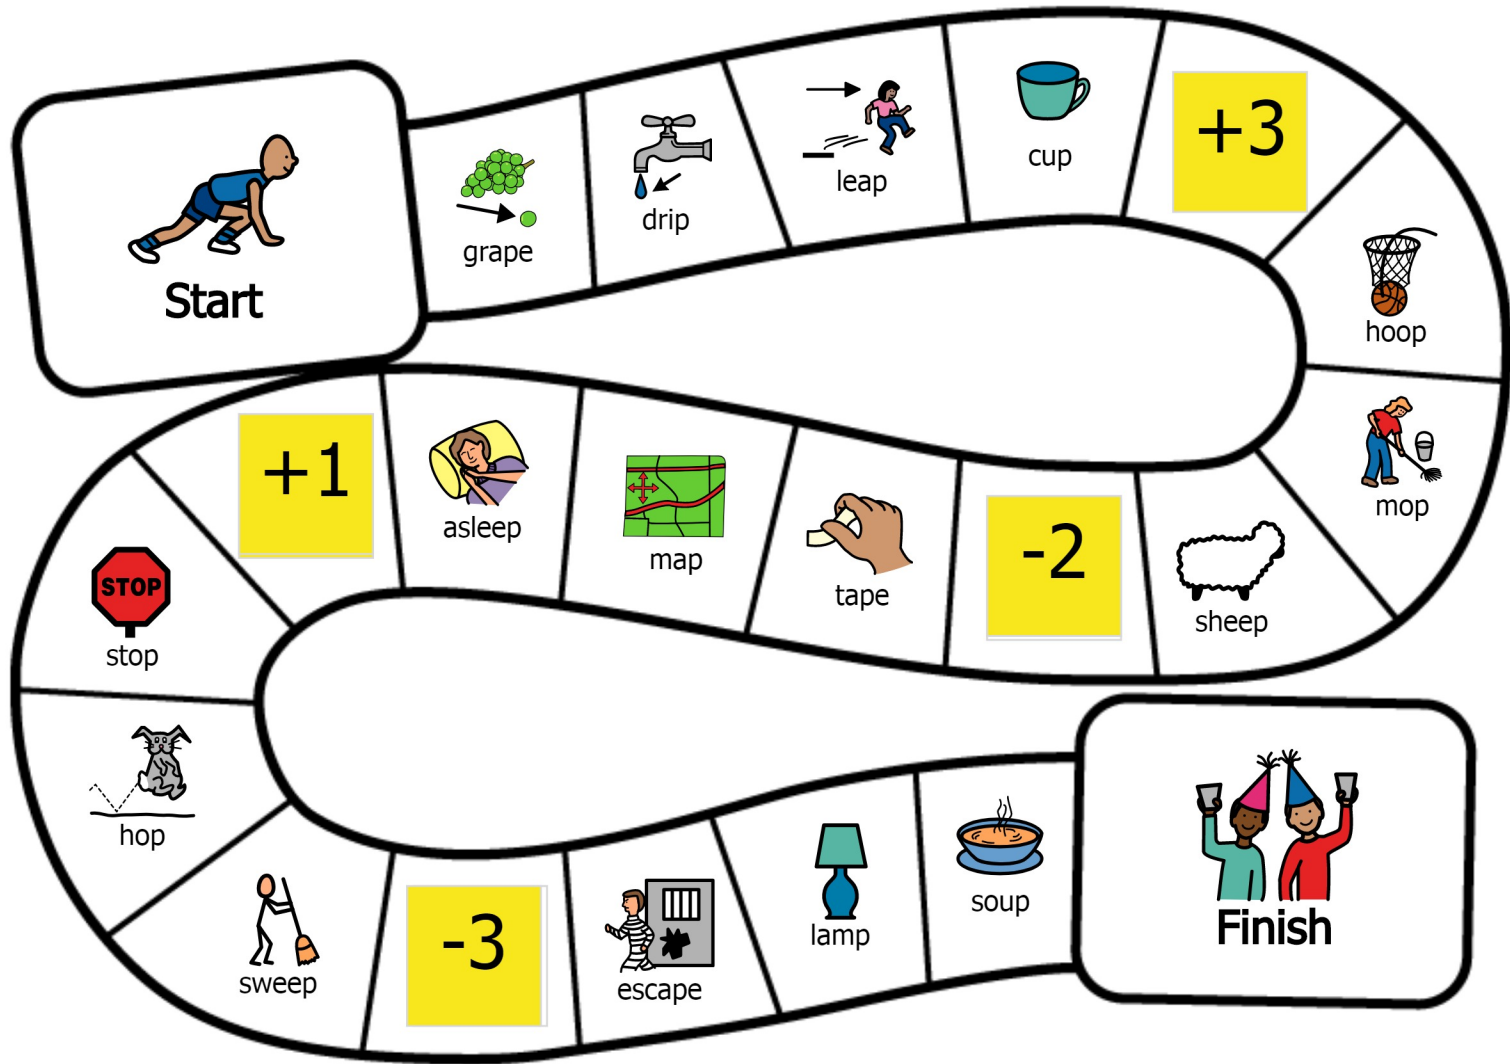 Start
grape
drip
leap
cup
+3
hoop
mop
sheep
-2
tape
map
asleep
+1
STOP
stop
hop
sweep
-3
escape
lamp
soup
Finish